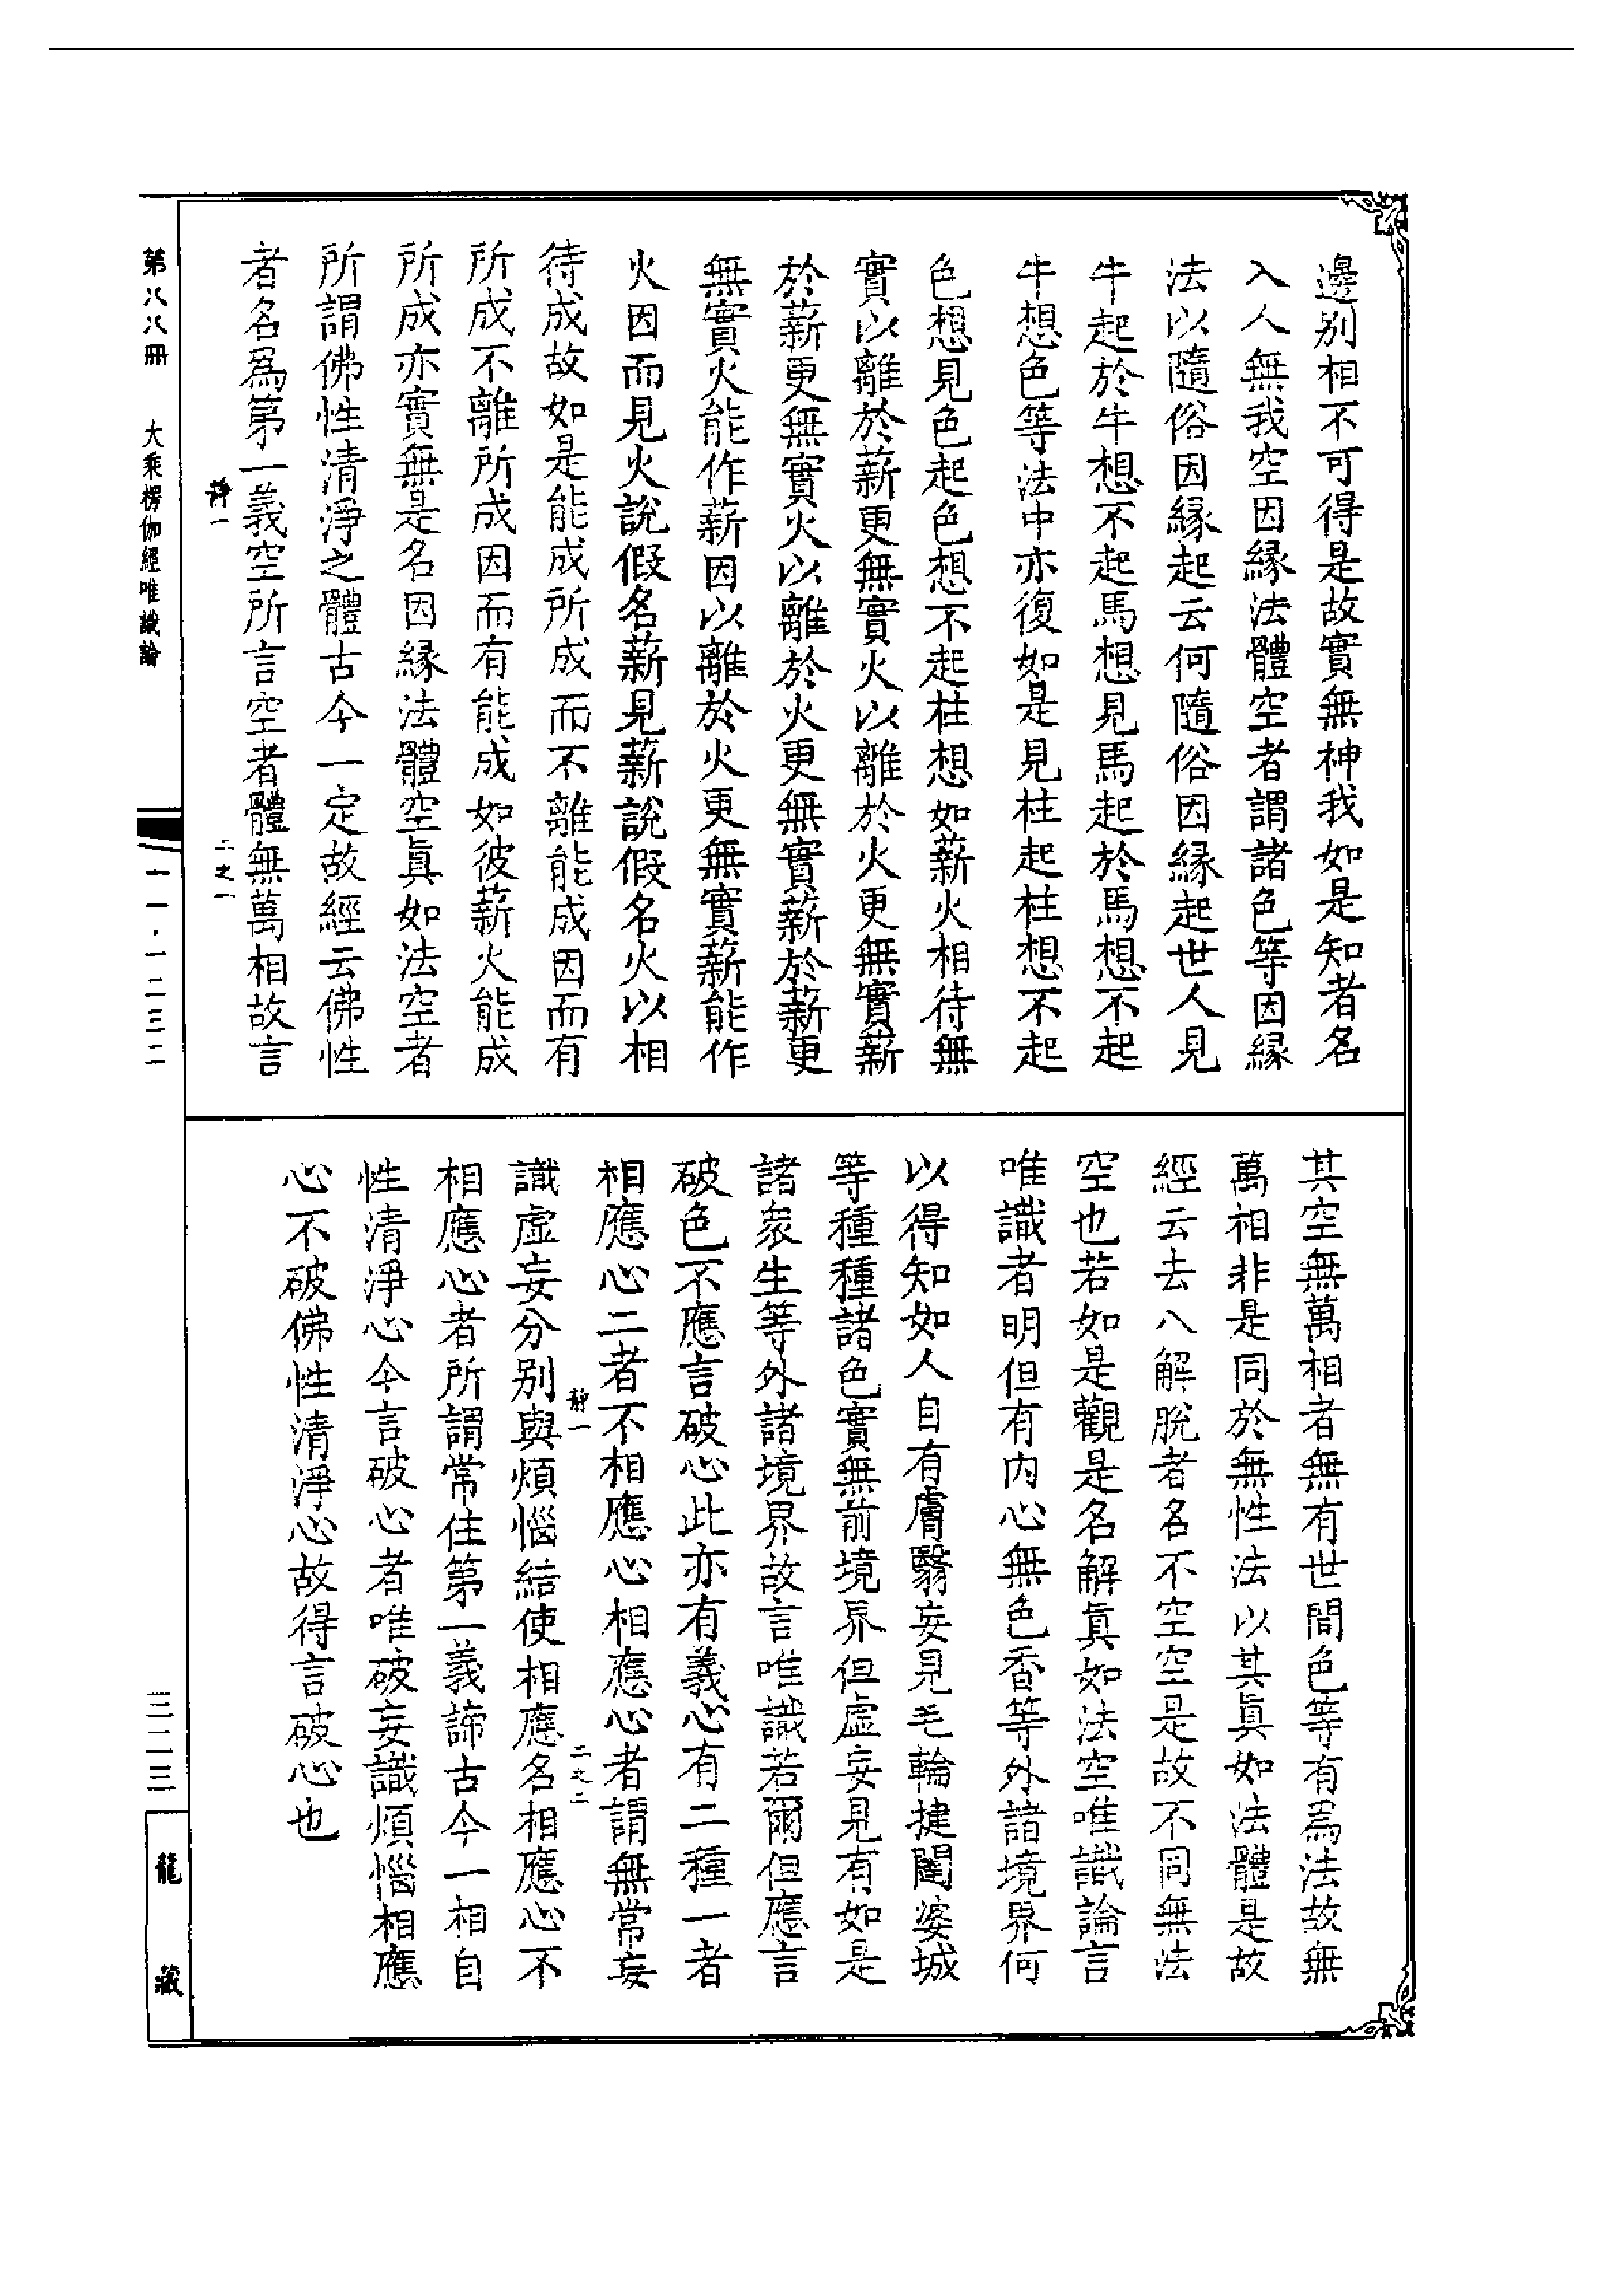 邊别相不可得是故實無神我如是知者名
入人無我空因緣法體空者謂諸色等因緣
法以隨俗因緣起云何隨俗因緣起世人見
牛起於牛想不起馬想見馬起於馬想不起
牛想色等法中亦復如是見柱起柱想不起
色想見色起色想不起柱想如薪火相待無
實以離於薪更無實火以離於火更無實薪
於薪更無實火以離於火更無實薪於薪更
無實火能作薪因以離於火更無實薪能作
火因而見火說假名薪見薪說假名火以相
待成故如是能成所成而不離能成因而有
所成不離所成因而有能成如彼薪火能成
所成亦實無是名因緣法體空眞如法空者
所謂佛性清淨之體古今一定故經云佛性
者名爲第一義空所言空者體無萬相故言
靜一
二之一
其空無萬相者無有世間色等有爲法故無
萬相非是同於無性法以其眞如法體是故
經云去八解脫者名不空空是故不同無法
空也若如是觀是名解眞如法空唯識論言
唯識者明但有内心無色香等外諸境界何
以得知如人自有膚翳妄見毛輪揵闥婆城
等種種諸色實無前境界但虛妄見有如是
諸衆生等外諸境界故言唯識若爾但應言
破色不應言破心此亦有義心有二種一者
相應心二者不相應心相應心者謂無常妄
靜一
二之二
識虛妄分别與煩惱結使相應名相應心不
相應心者所謂常住第一義諦古今一相自
性清淨心今言破心者唯破妄識煩惱相應
心不破佛性清淨心故得言破心也
第八八冊
大乘楞伽經唯識論
一一·一二三二
三一三
龍藏